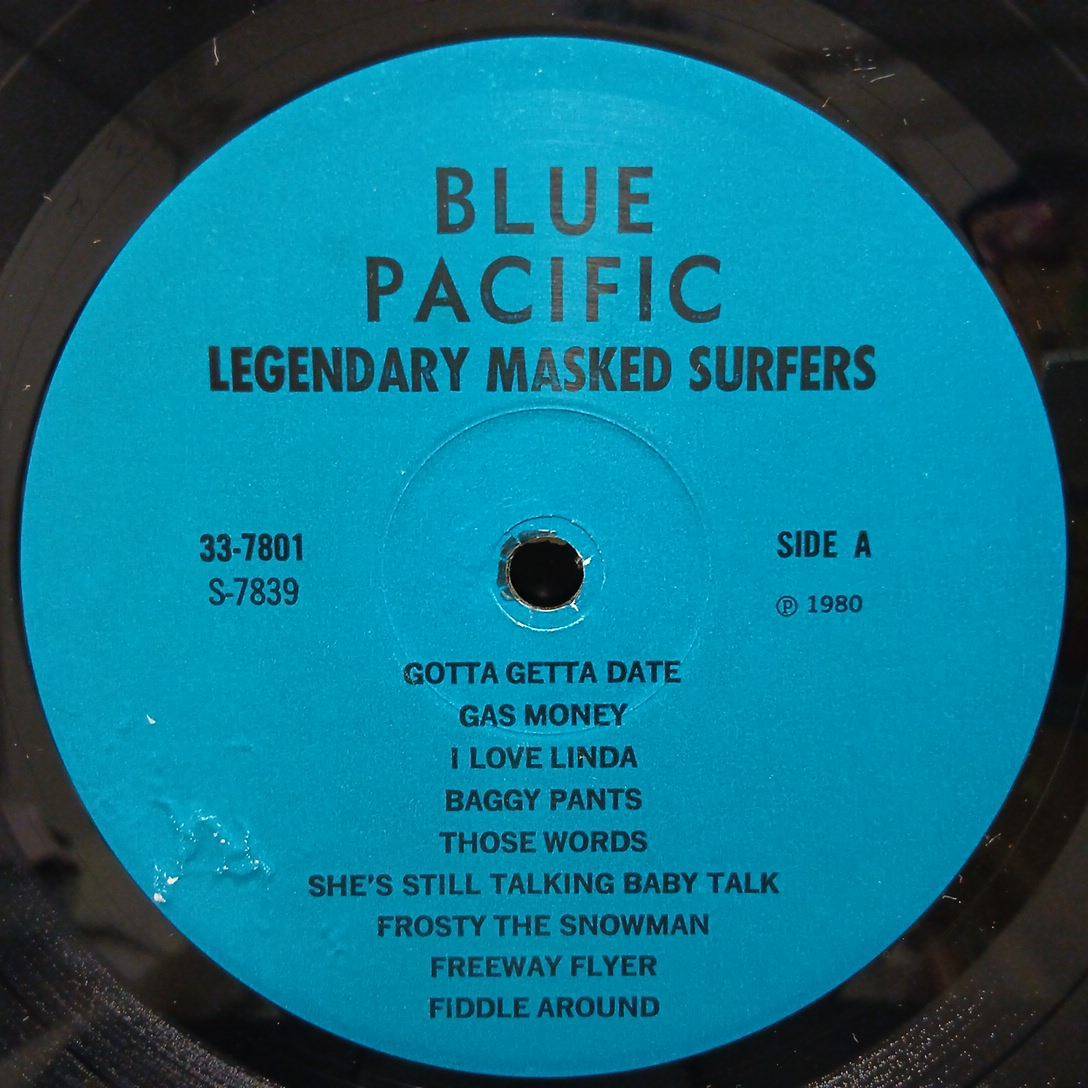 BLUE
PACIFIC
LEGENDARY MASKED SURFERS
33-7801
S-7839
SIDE A
℗ 1980
GOTTA GETTA DATE
GAS MONEY
I LOVE LINDA
BAGGY PANTS
THOSE WORDS
SHE'S STILL TALKING BABY TALK
FROSTY THE SNOWMAN
FREEWAY FLYER
FIDDLE AROUND